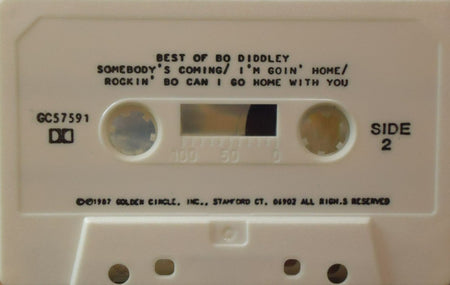 BEST OF BO DIDDLEY
SOMEBODY'S COMING/ I'M GOIN' HOME/
ROCKIN' BO CAN I GO HOME WITH YOU
GC57591
SIDE
2
100 50 0
©℗1987 GOLDEN CIRCLE, INC., STAMFORD CT. 06902 ALL RIGH.S RESERVED